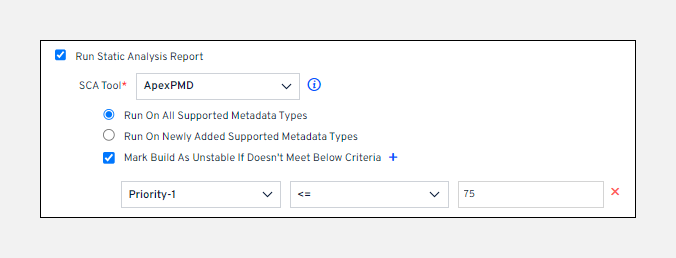 Run Static Analysis Report
SCA Tool* ApexPMD
Run On All Supported Metadata Types
Run On Newly Added Supported Metadata Types
Mark Build As Unstable If Doesn't Meet Below Criteria +
Priority-1 <= 75